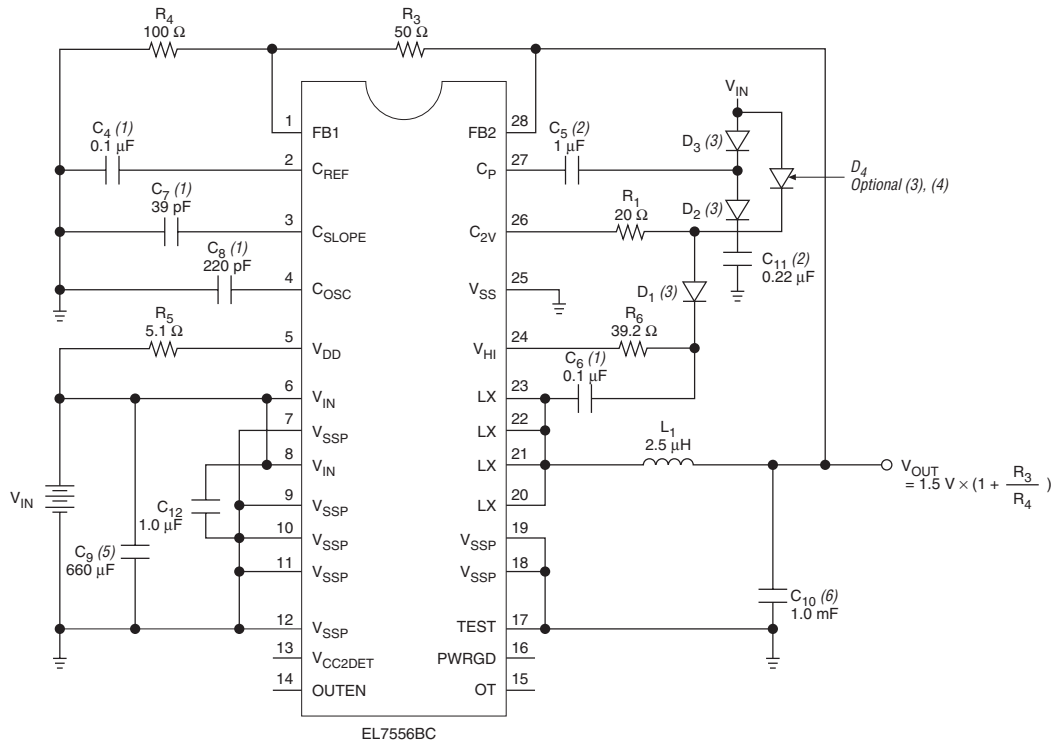 R4
100 Ω
R3
50 Ω
VIN
1
FB1
FB2
28
C4 (1)
0.1 µF
C5 (2)
1 µF
D3 (3)
2
CREF
CP
27
D4
Optional (3), (4)
C7 (1)
39 pF
R1
20 Ω
D2 (3)
3
CSLOPE
C2V
26
C8 (1)
220 pF
C11 (2)
0.22 µF
4
COSC
VSS
25
D1 (3)
R5
5.1 Ω
R6
39.2 Ω
5
VDD
VHI
24
C6 (1)
0.1 µF
6
VIN
LX
23
7
VSSP
LX
22
L1
2.5 µH
8
VIN
LX
21
VOUT
= 1.5 V × (1 + R3 / R4 )
VIN
C12
1.0 µF
9
VSSP
LX
20
10
VSSP
VSSP
19
C9 (5)
660 µF
11
VSSP
VSSP
18
C10 (6)
1.0 mF
12
VSSP
TEST
17
13
VCC2DET
PWRGD
16
14
OUTEN
OT
15
EL7556BC